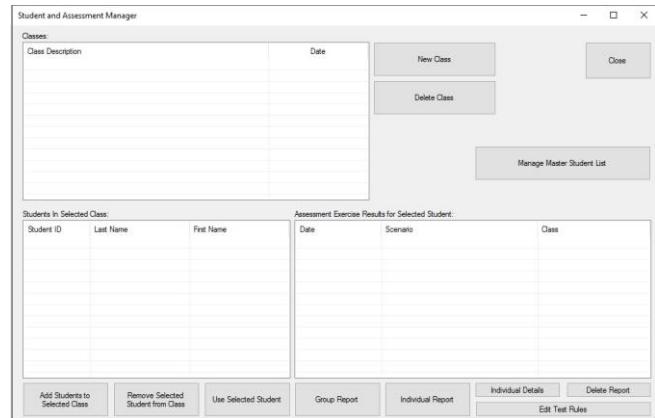 Student and Assessment Manager
Classes:
Class Description Date
New Class
Close
Delete Class
Manage Master Student List
Students In Selected Class:
Student ID Last Name First Name
Assessment Exercise Results for Selected Student:
Date Scenario Class
Add Students to
Selected Class
Remove Selected
Student from Class
Use Selected Student
Group Report
Individual Report
Individual Details
Delete Report
Edit Test Rules